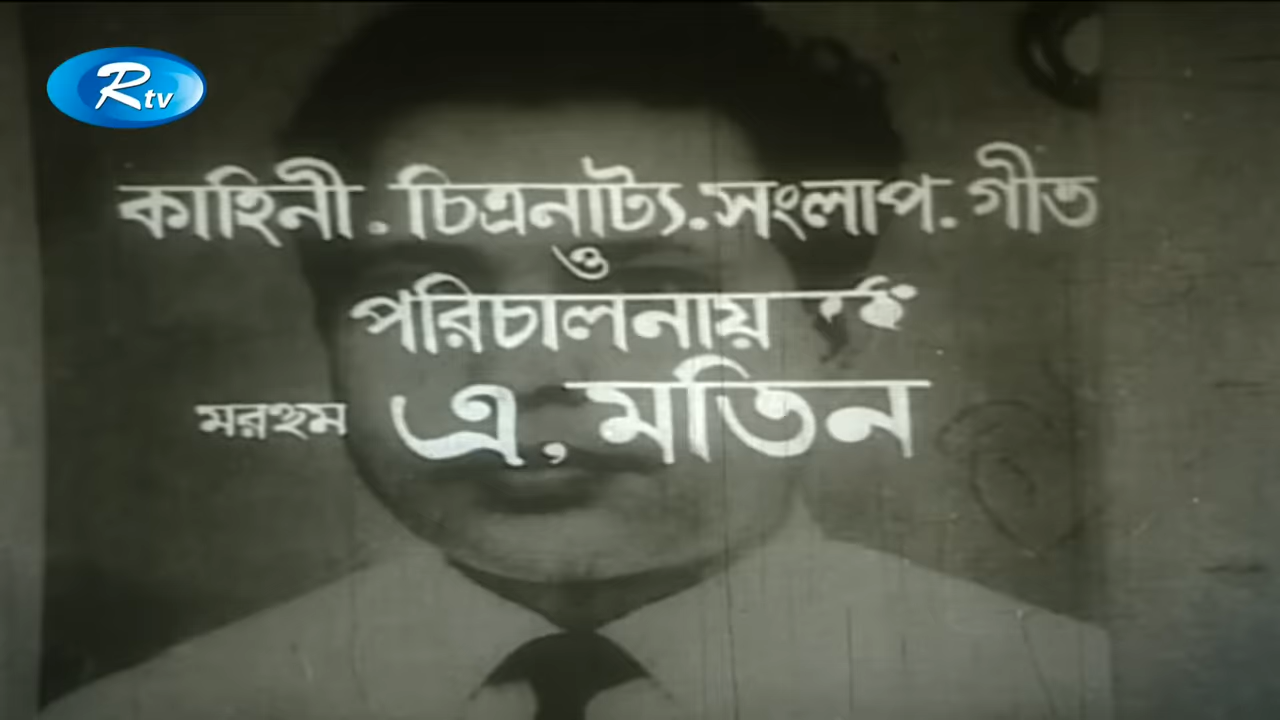 Rtv
কাহিনী. চিত্রনাট্য. সংলাপ. গীত
ও
পরিচালনায়
মরহুম এ, মতিন